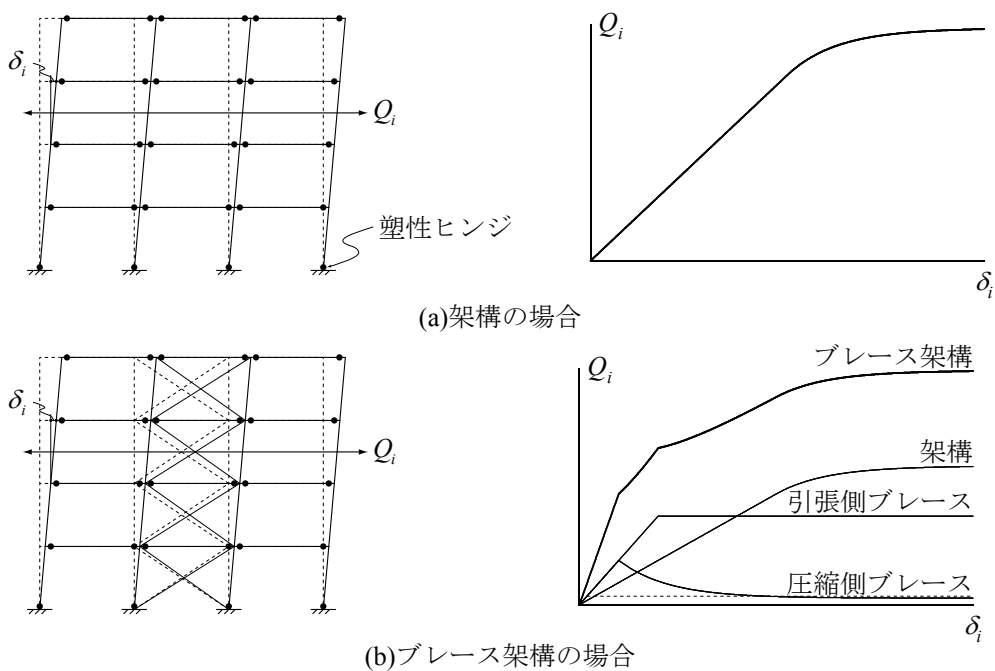 δi
Qi
塑性ヒンジ
Qi
δi
(a)架構の場合
δi
Qi
Qi
ブレース架構
架構
引張側ブレース
圧縮側ブレース
δi
(b)ブレース架構の場合